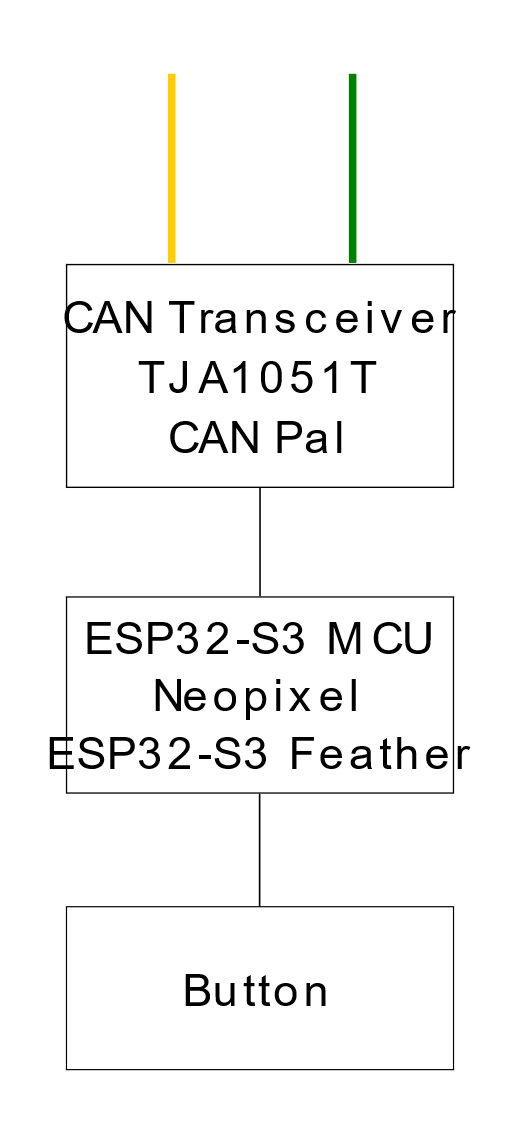 CAN Transceiver
TJA1051T
CAN Pal
ESP32-S3 MCU
Neopixel
ESP32-S3 Feather
Button